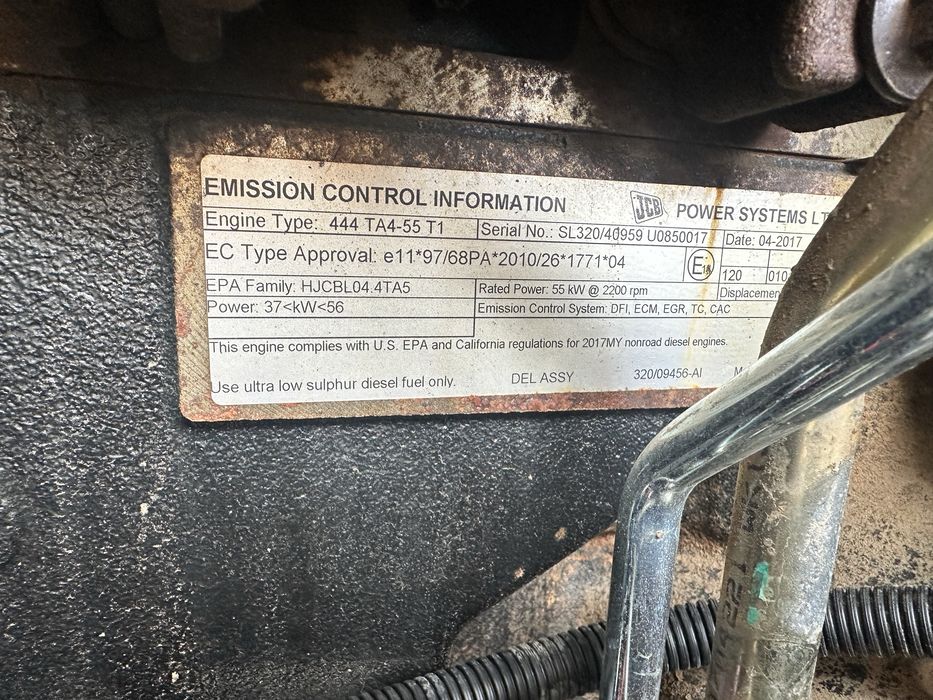 EMISSION CONTROL INFORMATION
JCB POWER SYSTEMS LT
Engine Type: 444 TA4-55 T1
Serial No.: SL320/40959 U0850017
Date: 04-2017
EC Type Approval: e11*97/68PA*2010/26*1771*04
E
120 010
EPA Family: HJCBL04.4TA5
Rated Power: 55 kW @ 2200 rpm
Displacemen
Power: 37<kW<56
Emission Control System: DFI, ECM, EGR, TC, CAC
This engine complies with U.S. EPA and California regulations for 2017MY nonroad diesel engines.
Use ultra low sulphur diesel fuel only.
DEL ASSY
320/09456-AI